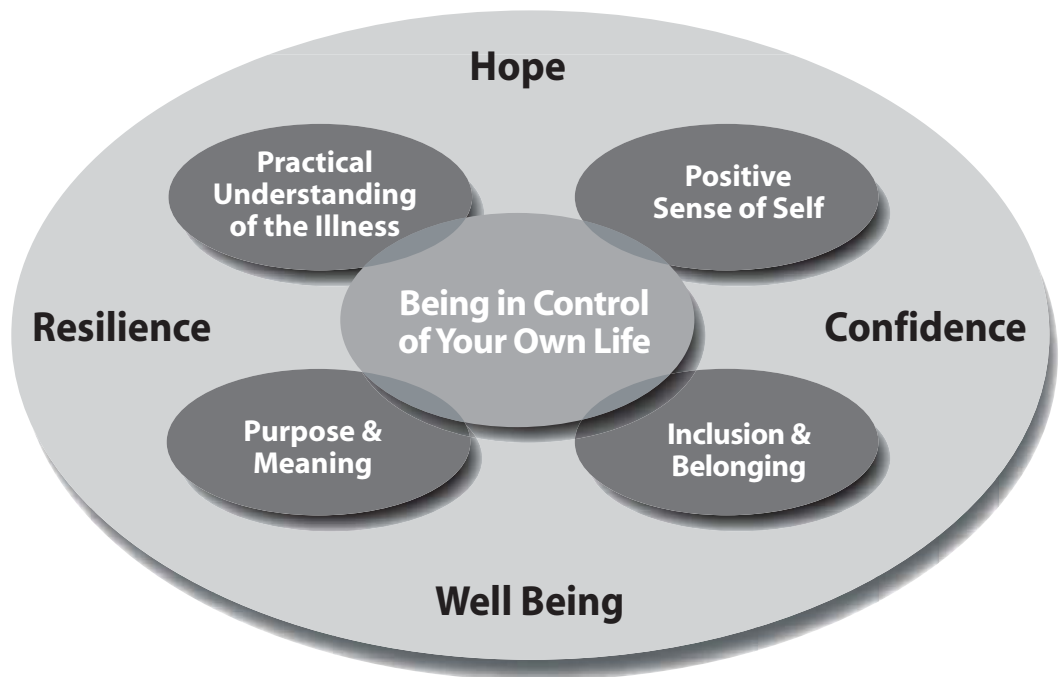 Hope
Practical
Understanding
of the Illness
Positive
Sense of Self
Resilience
Being in Control
of Your Own Life
Confidence
Purpose &
Meaning
Inclusion &
Belonging
Well Being